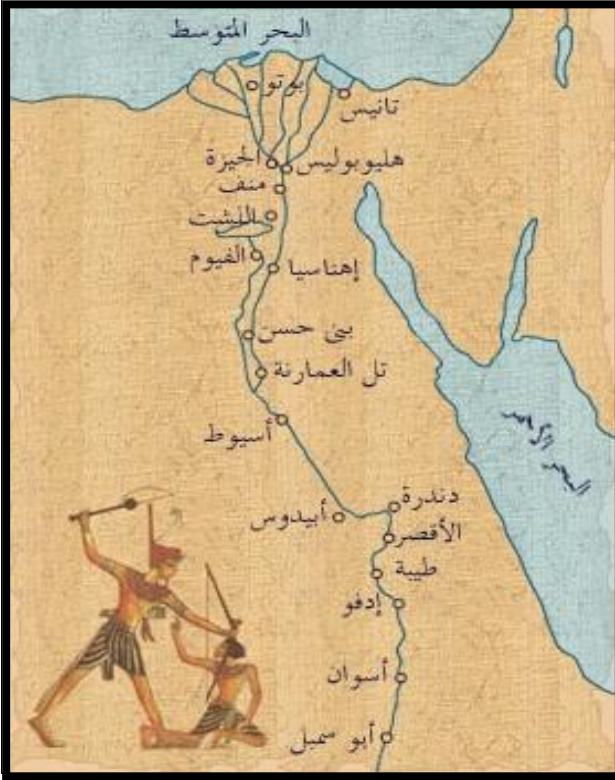 البحر المتوسط
بوتو
تانيس
الجيزة
هليوبوليس
منف
اللشت
الفيوم
إهناسيا
بنى حسن
تل العمارنة
أسيوط
البحر الأحمر
دندرة
أبيدوس
الأقصر
طيبة
إدفو
أسوان
أبو سمبل